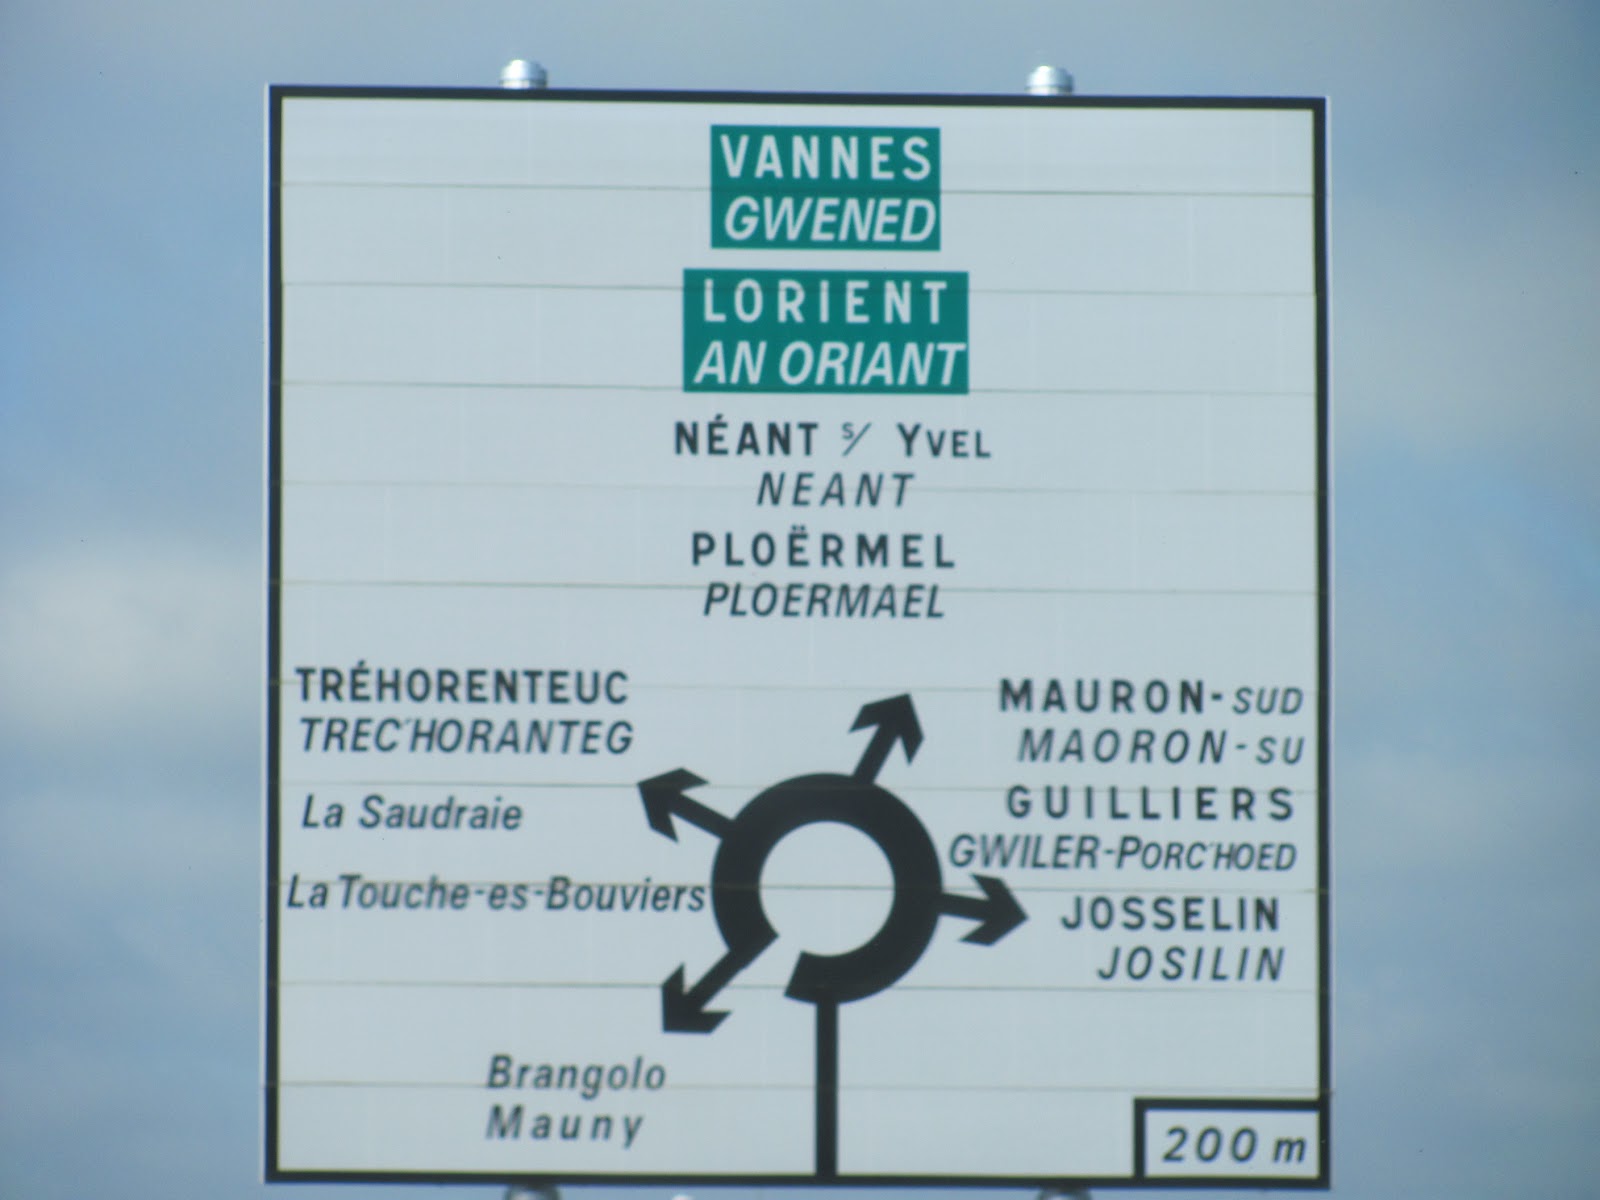 VANNES
GWENED
LORIENT
AN ORIANT
NÉANT s/ YVEL
NEANT
PLOËRMEL
PLOERMAEL
TRÉHORENTEUC
TREC'HORANTEG
La Saudraie
La Touche-es-Bouviers
MAURON-SUD
MAORON-SU
GUILLIERS
GWILER-PORC'HOED
JOSSELIN
JOSILIN
Brangolo
Mauny
200 m